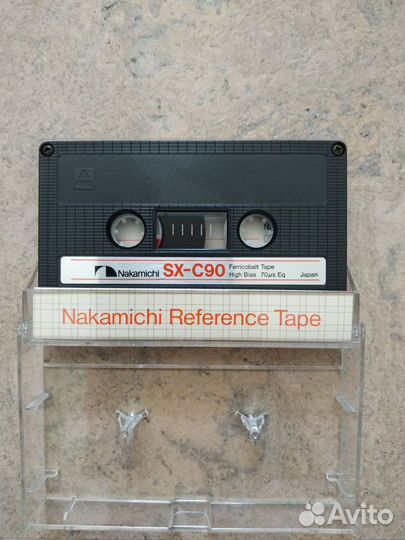 Nakamichi SX-C90 Ferricobalt Tape
High Bias 70μs Eq Japan
Nakamichi Reference Tape
Avito